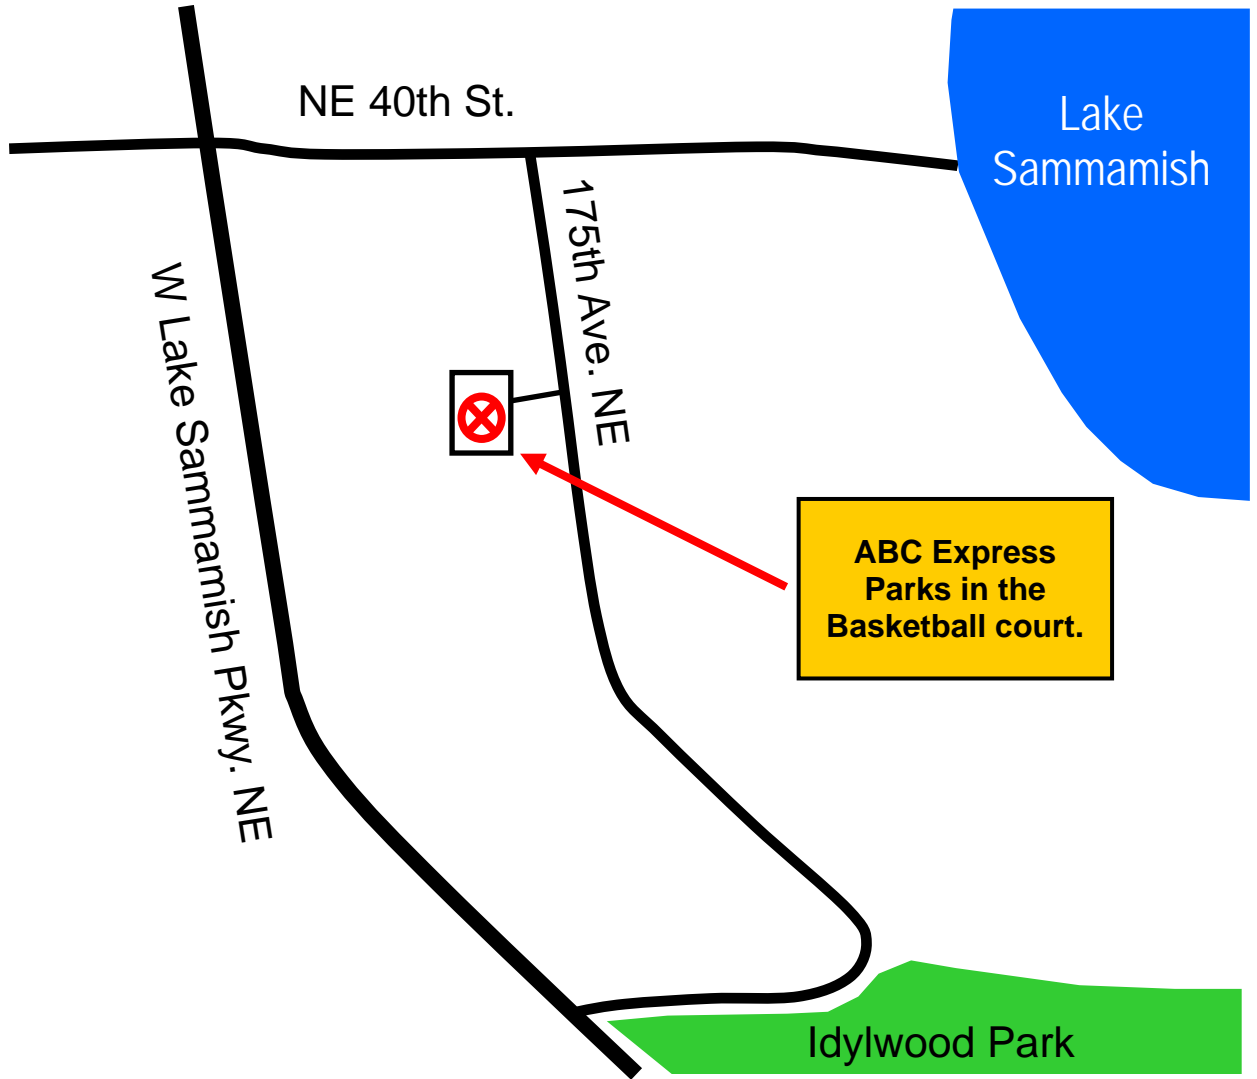 NE 40th St.
Lake
Sammamish
175th Ave. NE
W Lake Sammamish Pkwy. NE
ABC Express
Parks in the
Basketball court.
Idylwood Park